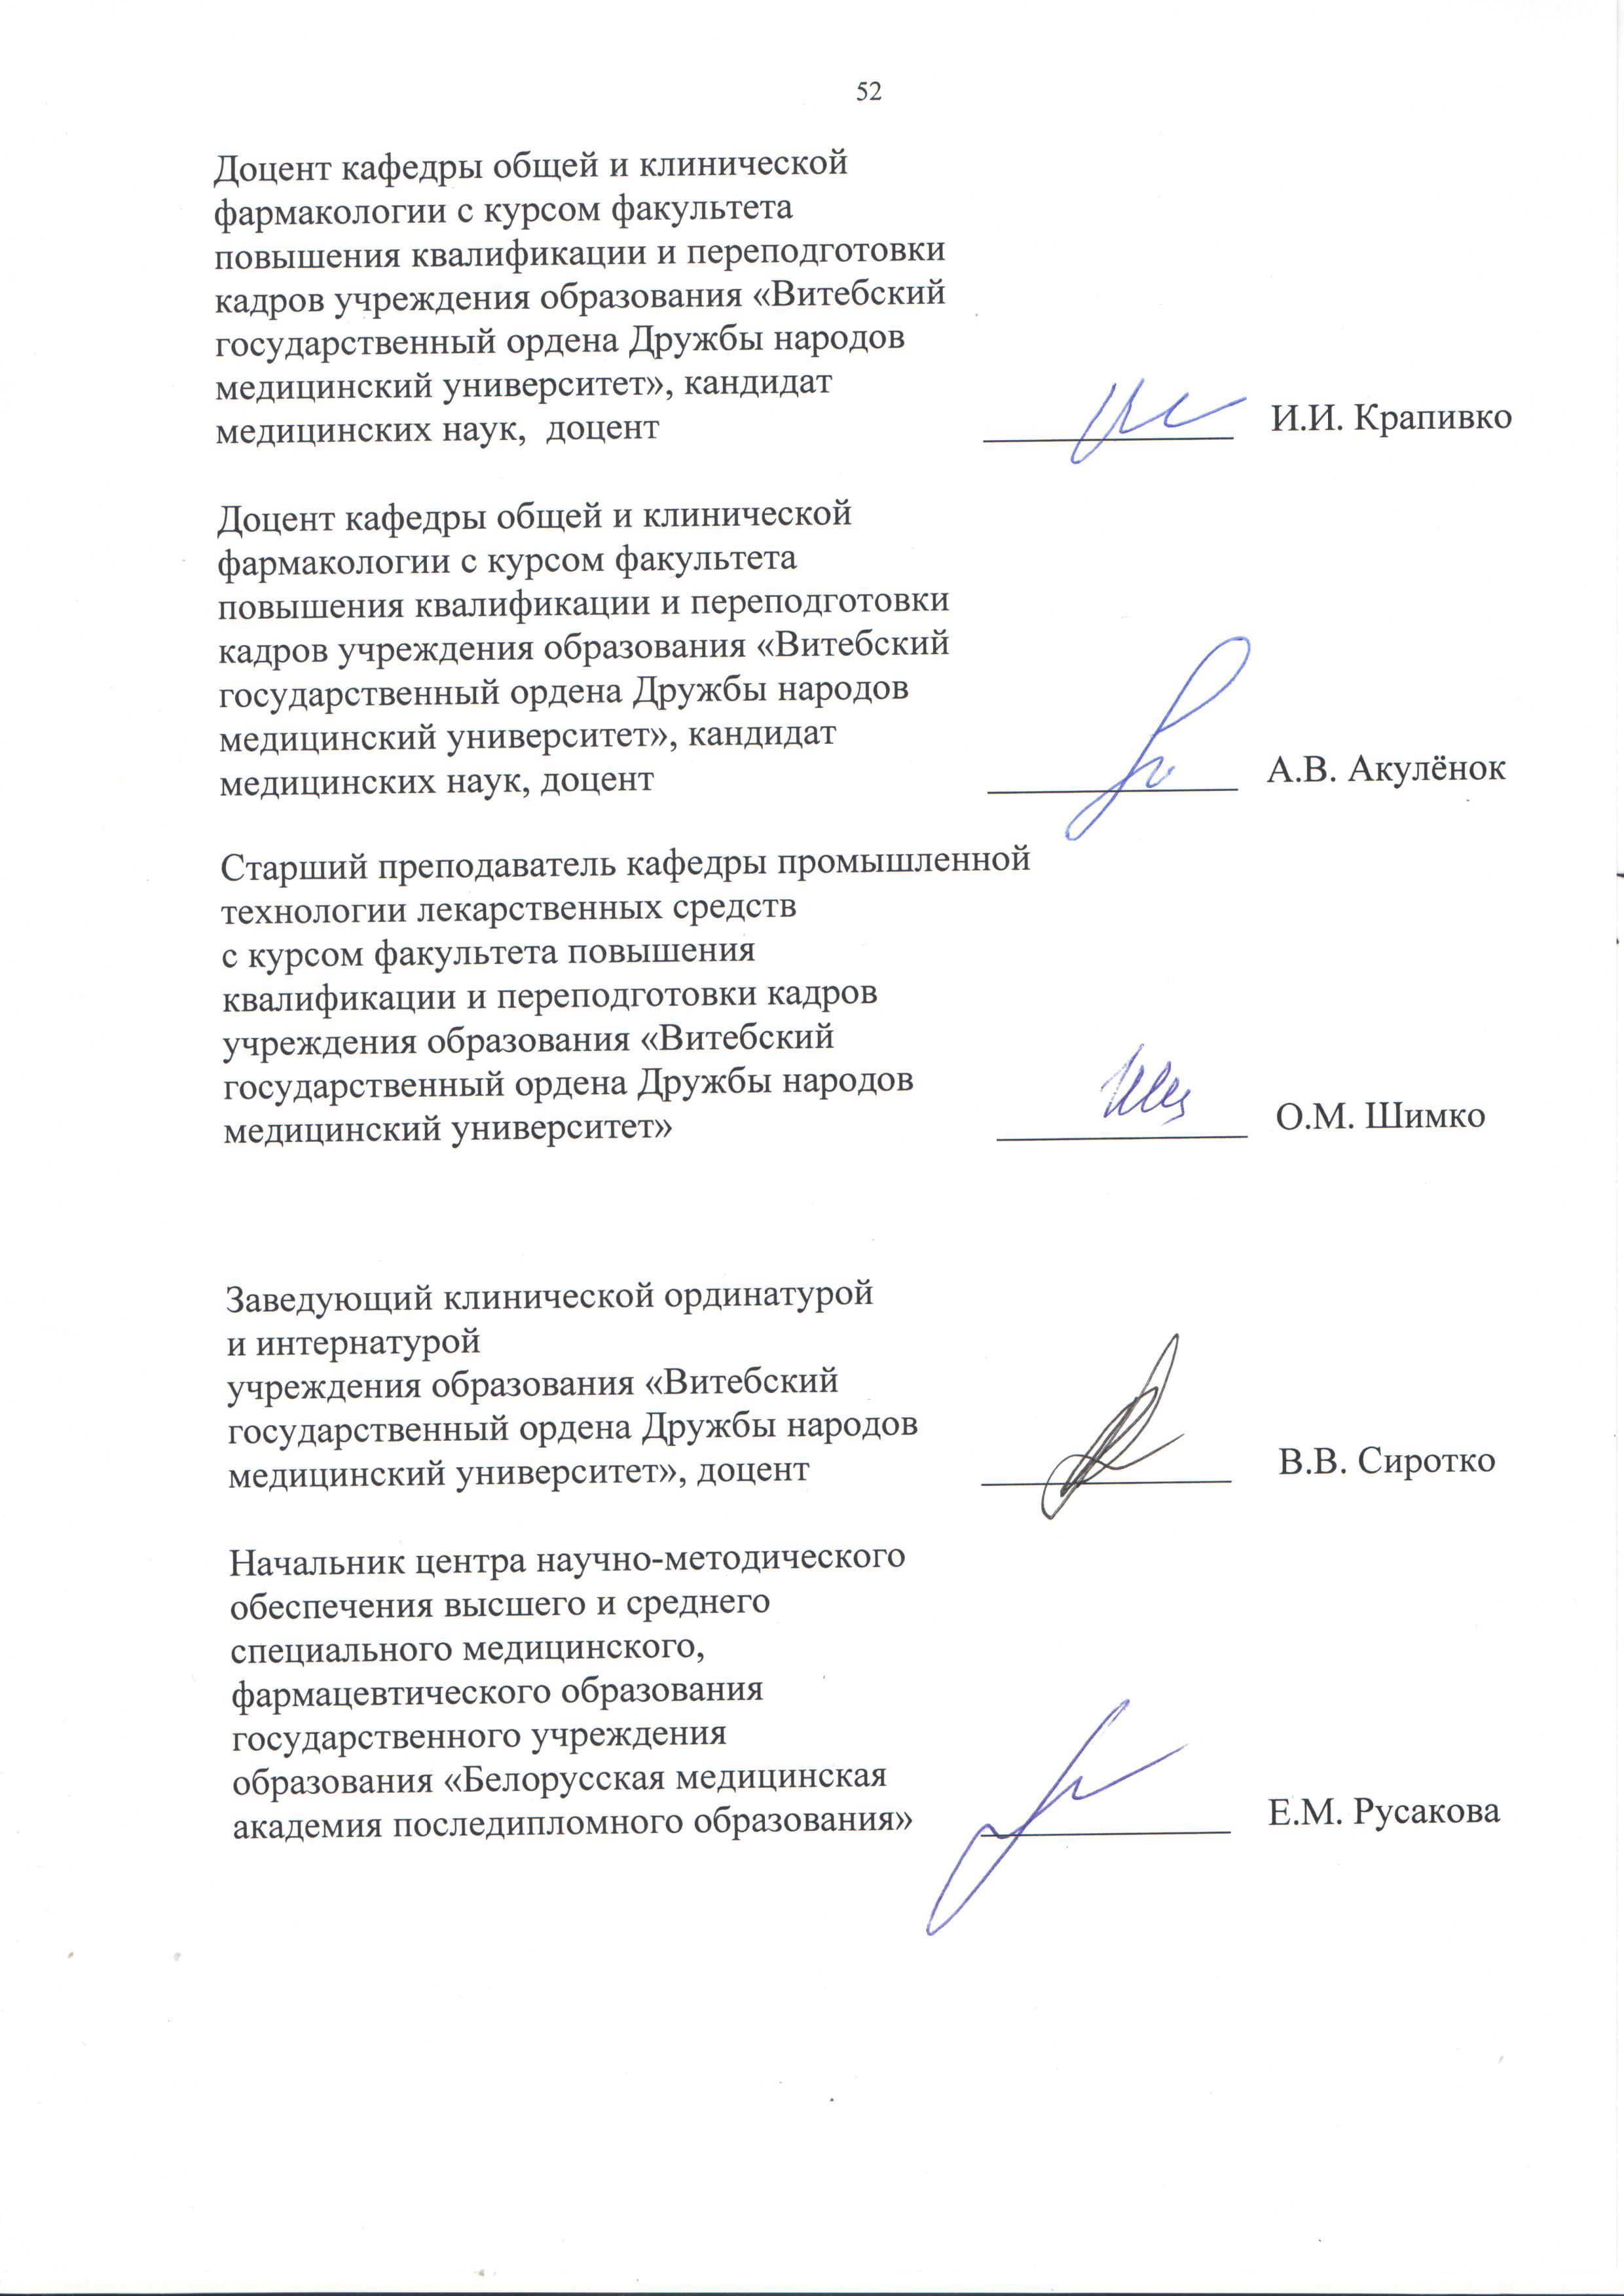 52
Доцент кафедры общей и клинической
фармакологии с курсом факультета
повышения квалификации и переподготовки
кадров учреждения образования «Витебский
государственный ордена Дружбы народов
медицинский университет», кандидат
медицинских наук, доцент И.И. Крапивко
Доцент кафедры общей и клинической
фармакологии с курсом факультета
повышения квалификации и переподготовки
кадров учреждения образования «Витебский
государственный ордена Дружбы народов
медицинский университет», кандидат
медицинских наук, доцент А.В. Акулёнок
Старший преподаватель кафедры промышленной
технологии лекарственных средств
с курсом факультета повышения
квалификации и переподготовки кадров
учреждения образования «Витебский
государственный ордена Дружбы народов
медицинский университет» О.М. Шимко
Заведующий клинической ординатурой
и интернатурой
учреждения образования «Витебский
государственный ордена Дружбы народов
медицинский университет», доцент В.В. Сиротко
Начальник центра научно-методического
обеспечения высшего и среднего
специального медицинского,
фармацевтического образования
государственного учреждения
образования «Белорусская медицинская
академия последипломного образования» Е.М. Русакова